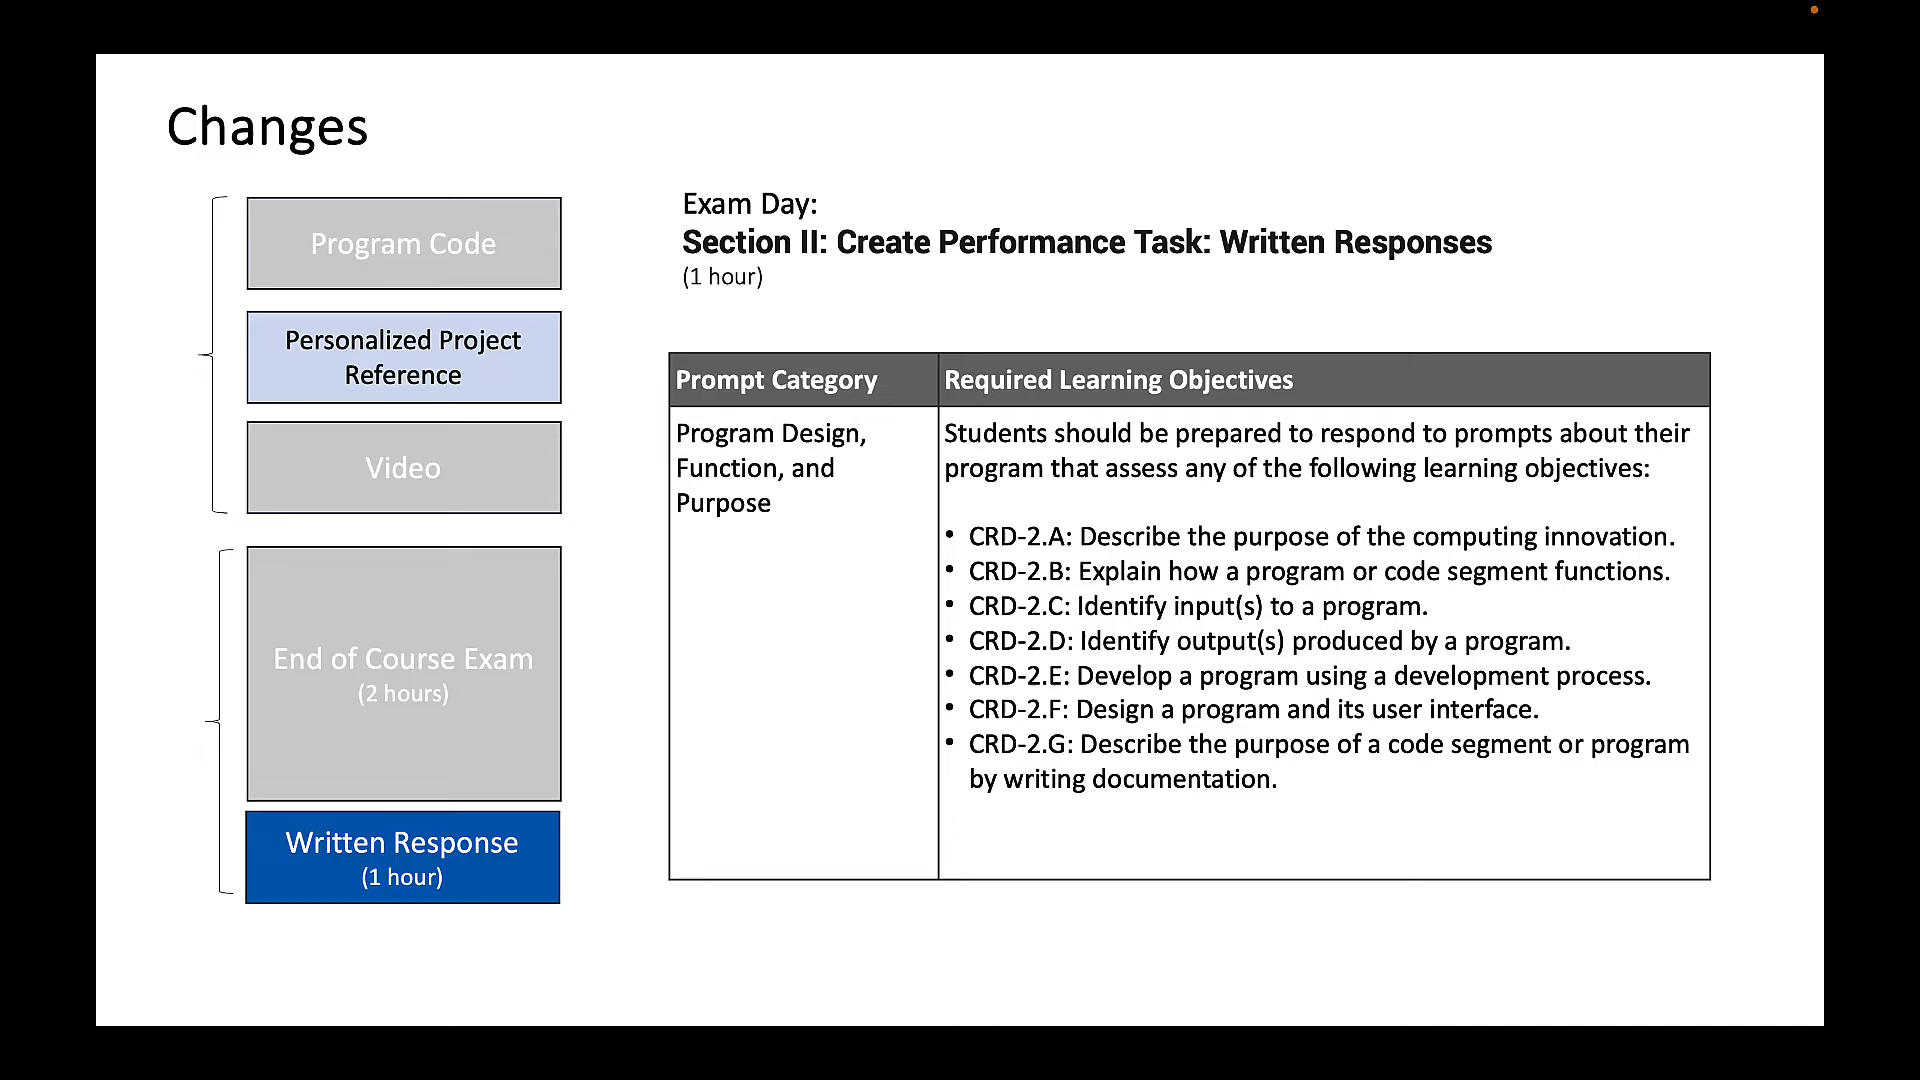 Changes
Program Code
Personalized Project
Reference
Video
End of Course Exam
(2 hours)
Written Response
(1 hour)
Exam Day:
Section II: Create Performance Task: Written Responses
(1 hour)
Prompt Category
Required Learning Objectives
Program Design,
Function, and
Purpose
Students should be prepared to respond to prompts about their
program that assess any of the following learning objectives:
• CRD-2.A: Describe the purpose of the computing innovation.
• CRD-2.B: Explain how a program or code segment functions.
• CRD-2.C: Identify input(s) to a program.
• CRD-2.D: Identify output(s) produced by a program.
• CRD-2.E: Develop a program using a development process.
• CRD-2.F: Design a program and its user interface.
• CRD-2.G: Describe the purpose of a code segment or program
by writing documentation.